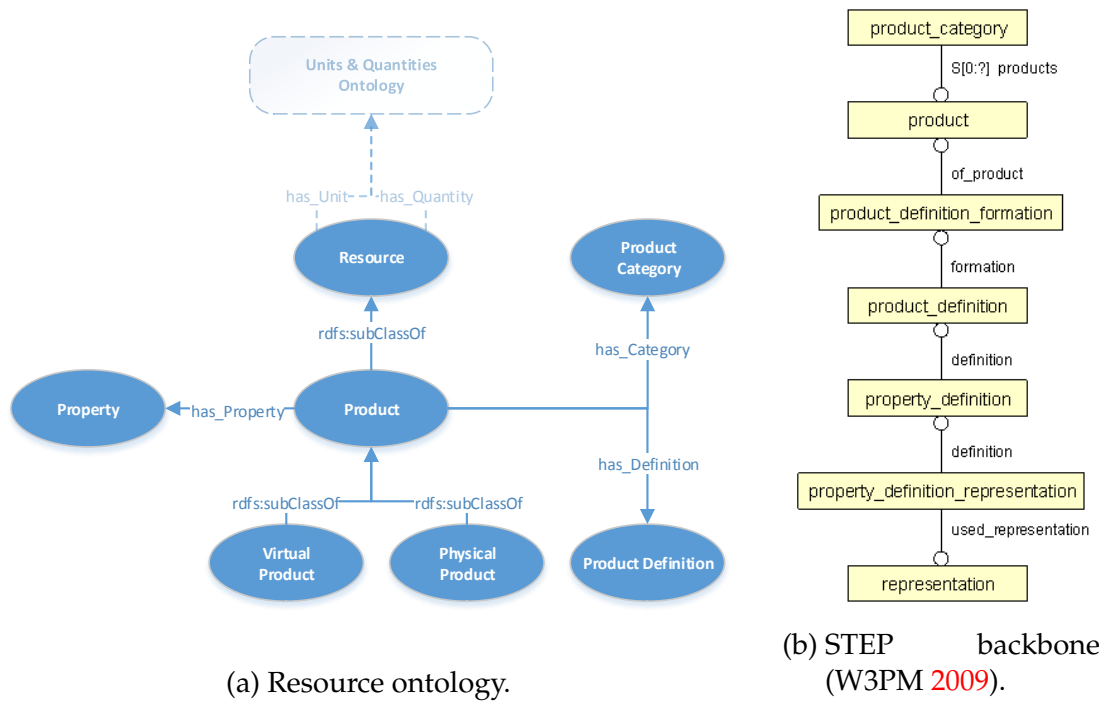 Units & Quantities
Ontology
has_Unit
has_Quantity
Resource
Product
Category
rdfs:subClassOf
has_Category
Property
has_Property
Product
has_Definition
rdfs:subClassOf
rdfs:subClassOf
Virtual
Product
Physical
Product
Product Definition
(a) Resource ontology.
product_category
S[0:?] products
product
of_product
product_definition_formation
formation
product_definition
definition
property_definition
definition
property_definition_representation
used_representation
representation
(b) STEP backbone
(W3PM 2009).